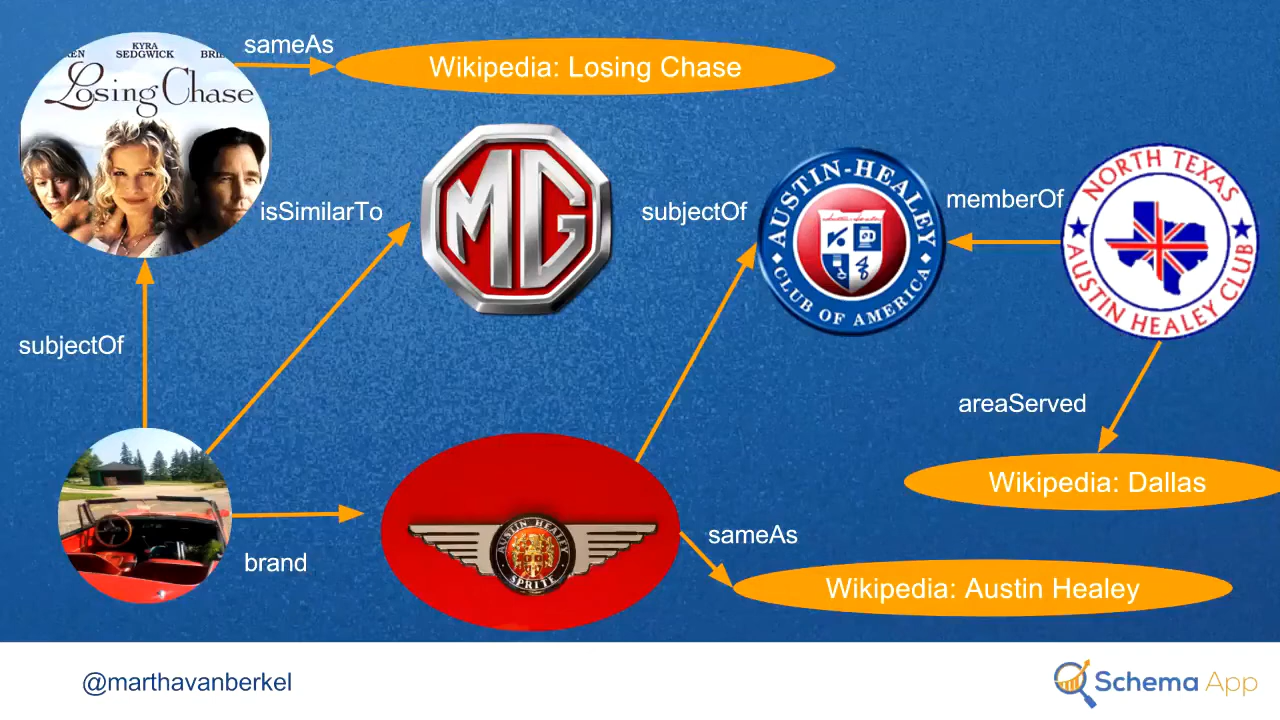 KYRA
SEDGWICK
BRI
Losing Chase
sameAs
Wikipedia: Losing Chase
isSimilarTo
MG
subjectOf
AUSTIN-HEALEY
CLUB OF AMERICA
memberOf
NORTH TEXAS
AUSTIN HEALEY CLUB
subjectOf
areaServed
Wikipedia: Dallas
brand
AUSTIN HEALEY
SPRITE
sameAs
Wikipedia: Austin Healey
@marthavanberkel
Schema App